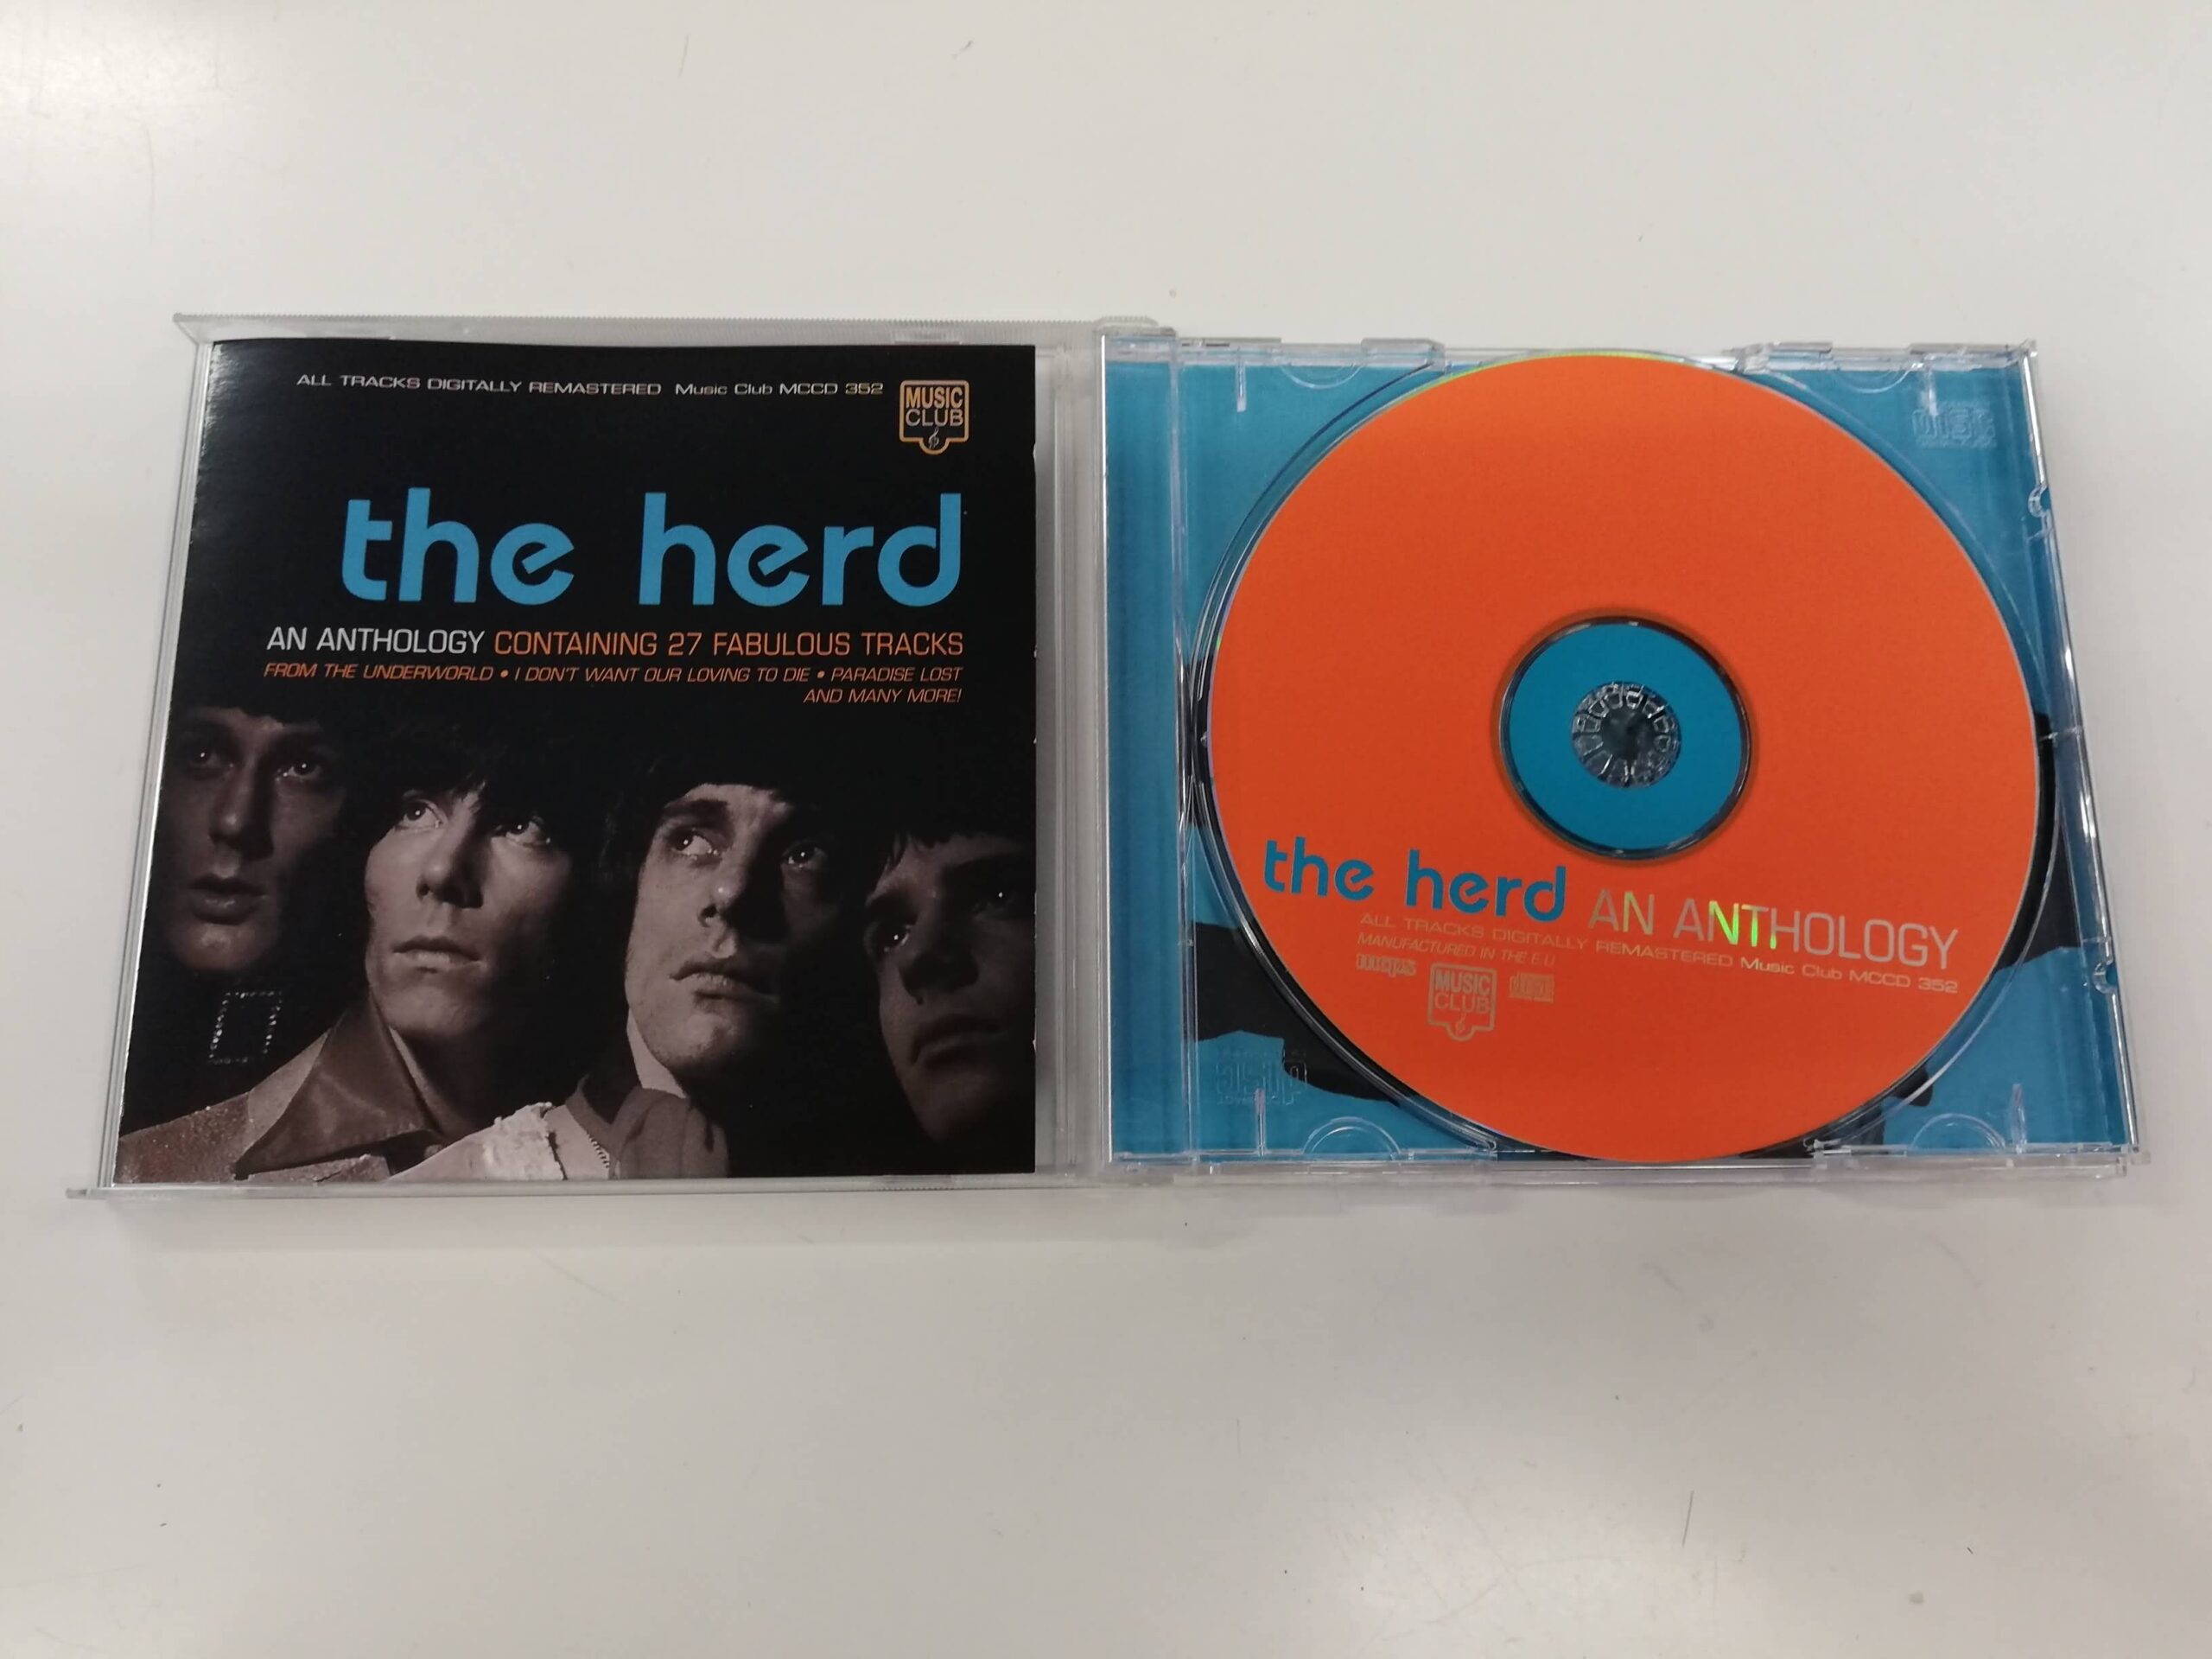 ALL TRACKS DIGITALLY REMASTERED Music Club MCCD 352
MUSIC
CLUB
the herd
AN ANTHOLOGY CONTAINING 27 FABULOUS TRACKS
FROM THE UNDERWORLD • I DON'T WANT OUR LOVING TO DIE • PARADISE LOST
AND MANY MORE!
the herd AN ANTHOLOGY
ALL TRACKS DIGITALLY REMASTERED Music Club MCCD 352
MANUFACTURED IN THE E.U
mcps
MUSIC
CLUB
disc